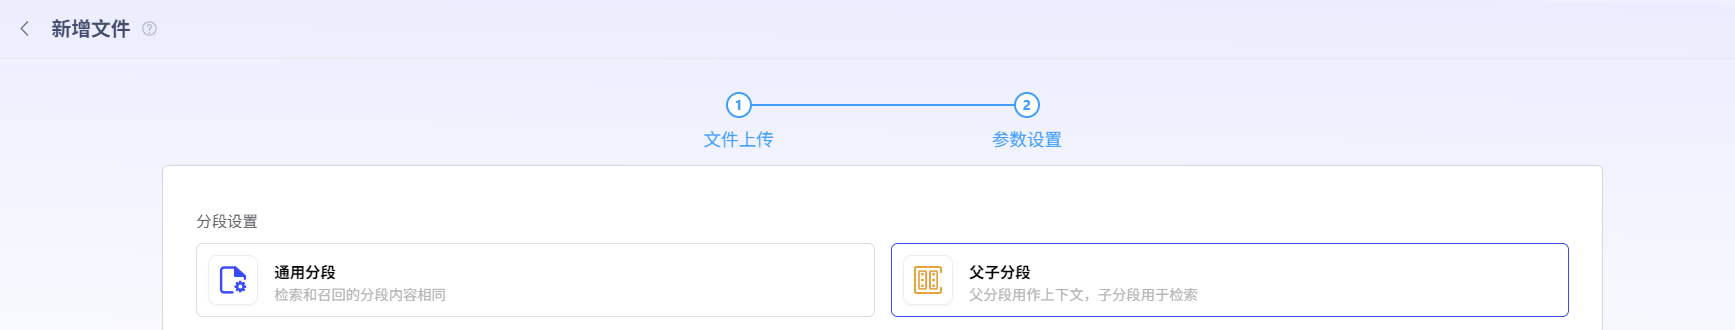 新增文件
1
2
文件上传
参数设置
分段设置
通用分段
检索和召回的分段内容相同
父子分段
父分段用作上下文，子分段用于检索